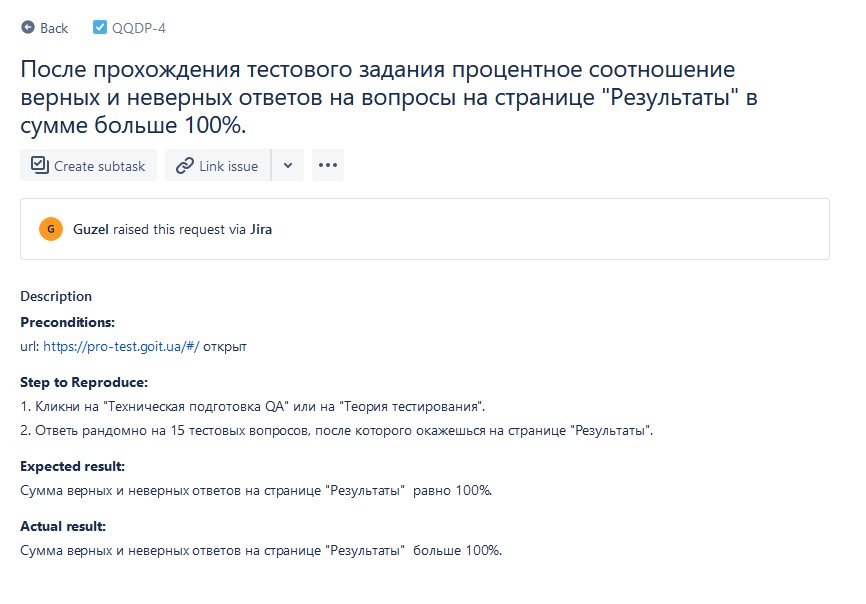 Back QQDP-4
После прохождения тестового задания процентное соотношение
верных и неверных ответов на вопросы на странице "Результаты" в
сумме больше 100%.
Create subtask Link issue
G Guzel raised this request via Jira
Description
Preconditions:
url: https://pro-test.goit.ua/#/ открыт
Step to Reproduce:
1. Кликни на "Техническая подготовка QA" или на "Теория тестирования".
2. Ответь рандомно на 15 тестовых вопросов, после которого окажешься на странице "Результаты".
Expected result:
Сумма верных и неверных ответов на странице "Результаты"  равно 100%.
Actual result:
Сумма верных и неверных ответов на странице "Результаты"  больше 100%.